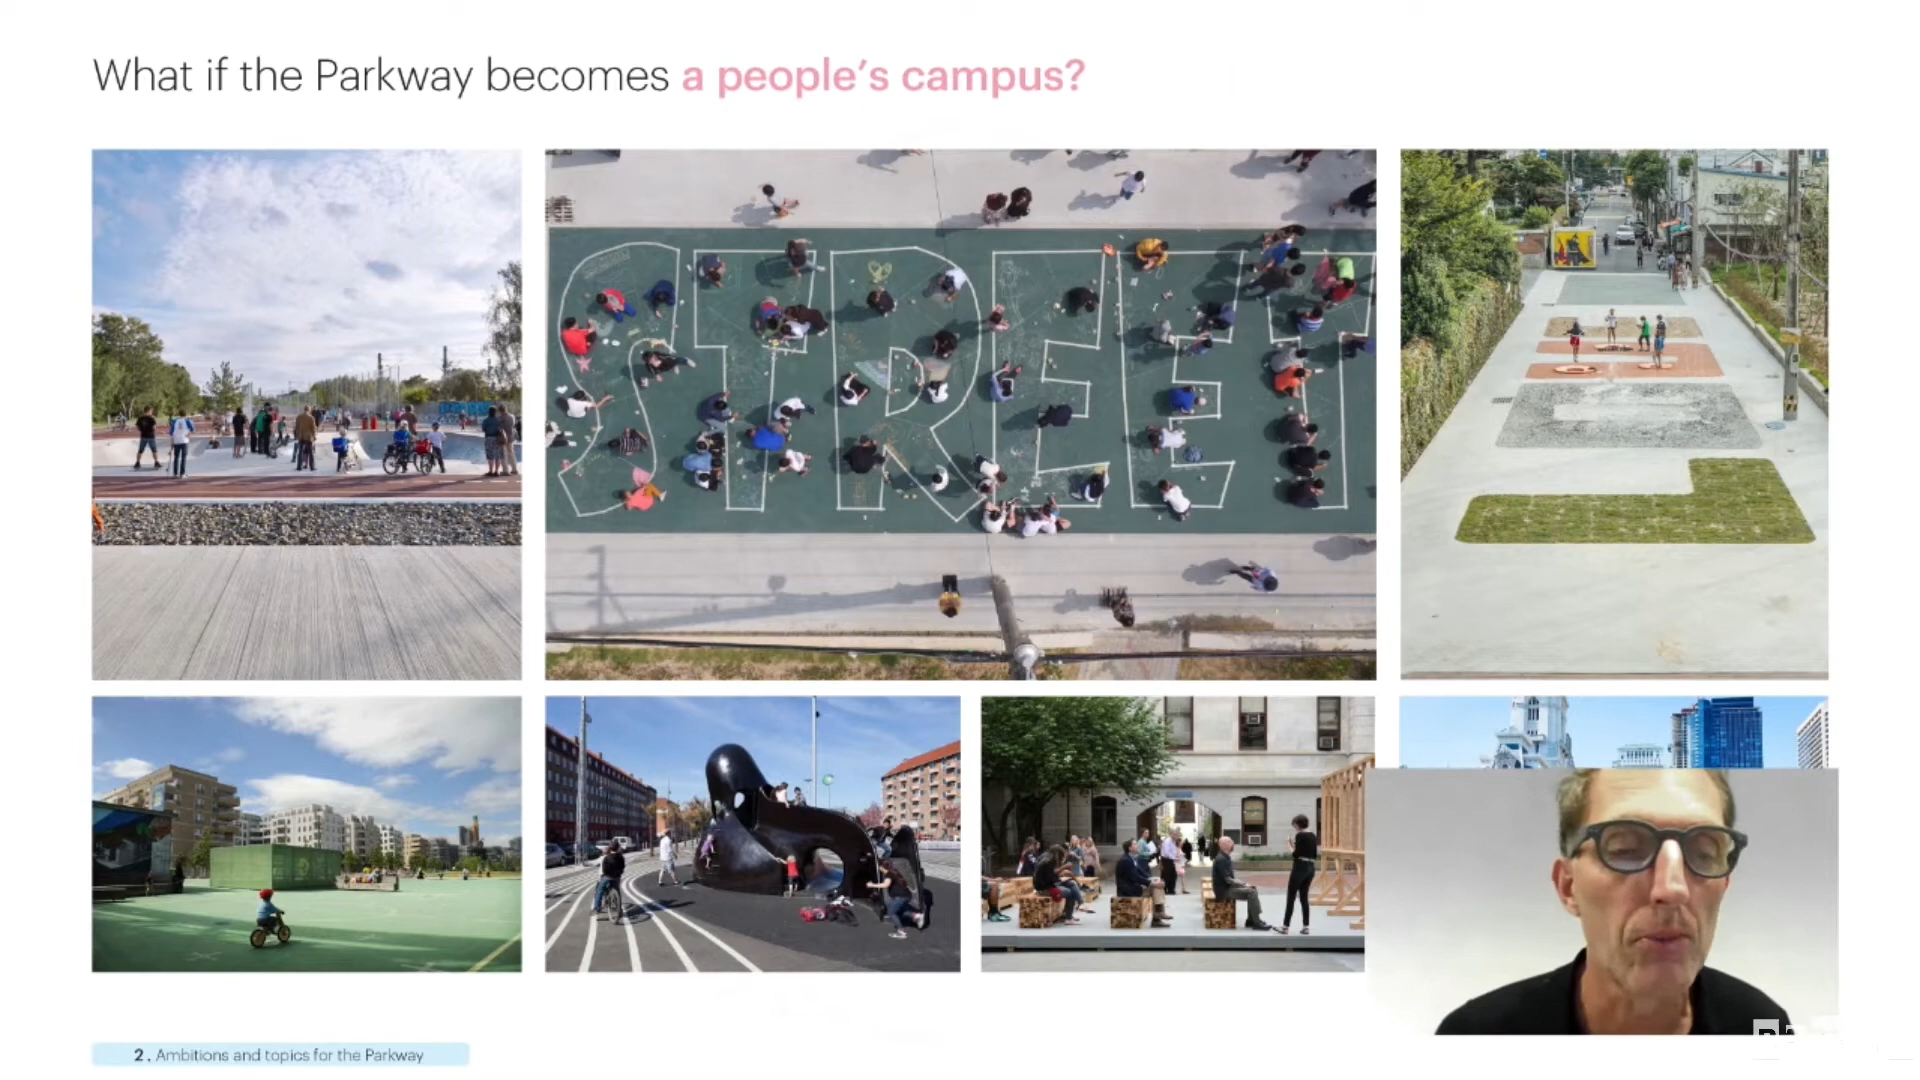 What if the Parkway becomes a people's campus?
STREET
2. Ambitions and topics for the Parkway